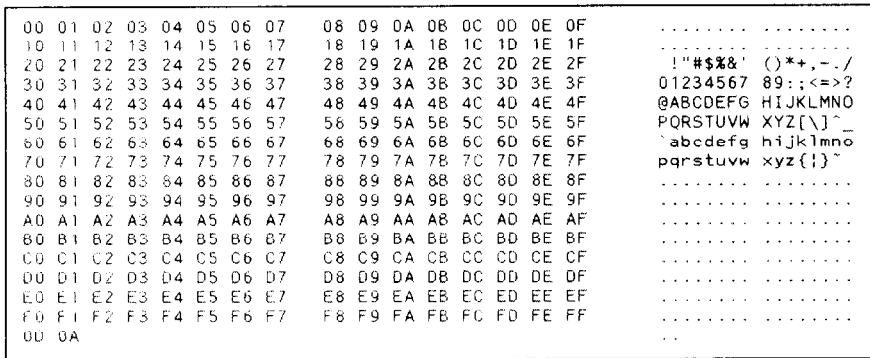 00 01 02 03 04 05 06 07 08 09 0A 0B 0C 0D 0E 0F ........ ........
10 11 12 13 14 15 16 17 18 19 1A 1B 1C 1D 1E 1F ........ ........
20 21 22 23 24 25 26 27 28 29 2A 2B 2C 2D 2E 2F !"#$%&' ()*+,-./
30 31 32 33 34 35 36 37 38 39 3A 3B 3C 3D 3E 3F 01234567 89:;<=>?
40 41 42 43 44 45 46 47 48 49 4A 4B 4C 4D 4E 4F @ABCDEFG HIJKLMNO
50 51 52 53 54 55 56 57 58 59 5A 5B 5C 5D 5E 5F PQRSTUVW XYZ[\]^_
60 61 62 63 64 65 66 67 68 69 6A 6B 6C 6D 6E 6F `abcdefg hijklmno
70 71 72 73 74 75 76 77 78 79 7A 7B 7C 7D 7E 7F pqrstuvw xyz{¦}~
80 81 82 83 84 85 86 87 88 89 8A 8B 8C 8D 8E 8F ........ ........
90 91 92 93 94 95 96 97 98 99 9A 9B 9C 9D 9E 9F ........ ........
A0 A1 A2 A3 A4 A5 A6 A7 A8 A9 AA AB AC AD AE AF ........ ........
B0 B1 B2 B3 B4 B5 B6 B7 B8 B9 BA BB BC BD BE BF ........ ........
C0 C1 C2 C3 C4 C5 C6 C7 C8 C9 CA CB CC CD CE CF ........ ........
D0 D1 D2 D3 D4 D5 D6 D7 D8 D9 DA DB DC DD DE DF ........ ........
E0 E1 E2 E3 E4 E5 E6 E7 E8 E9 EA EB EC ED EE EF ........ ........
F0 F1 F2 F3 F4 F5 F6 F7 F8 F9 FA FB FC FD FE FF ........ ........
0D 0A ..